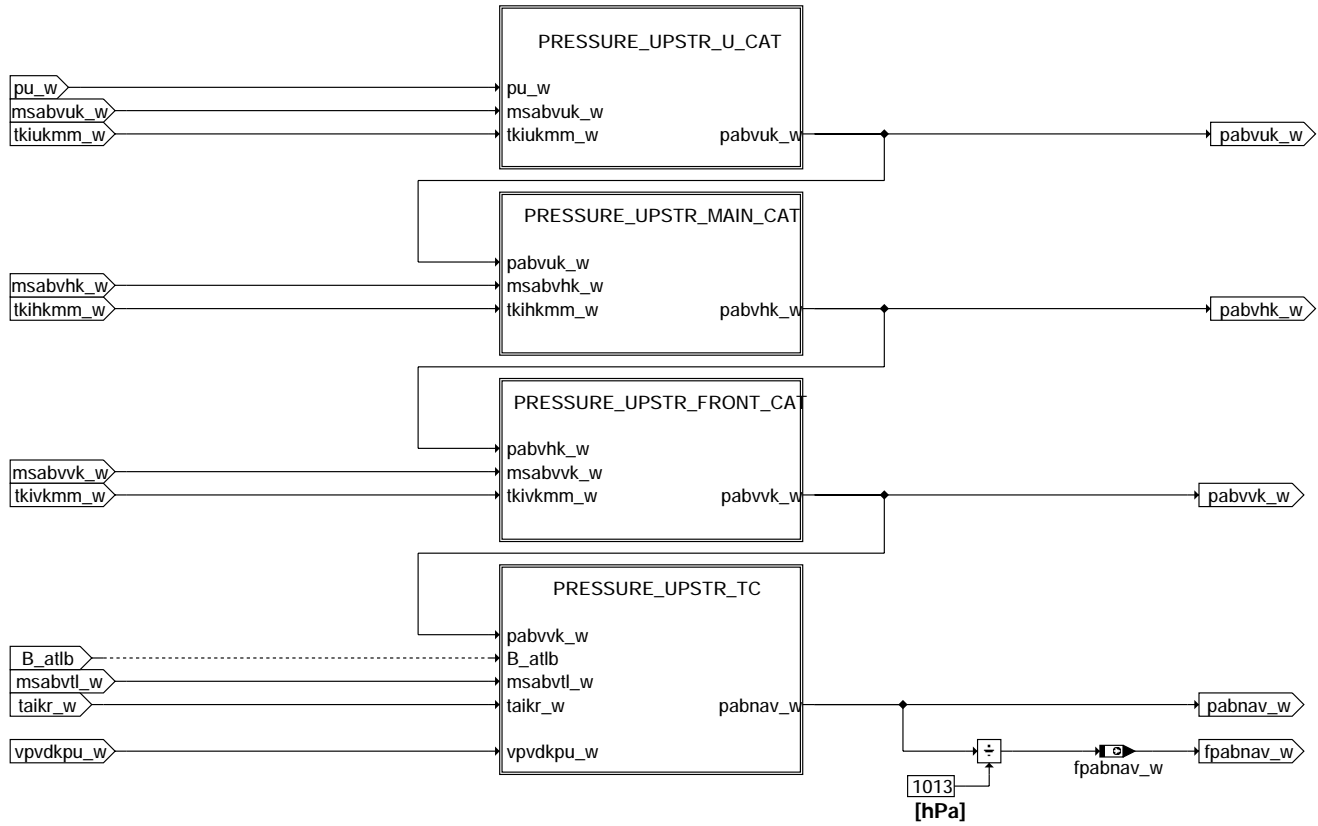 PRESSURE_UPSTR_U_CAT
pu_w pu_w
msabvuk_w msabvuk_w
tkiukmm_w tkiukmm_w pabvuk_w pabvuk_w
PRESSURE_UPSTR_MAIN_CAT
pabvuk_w
msabvhk_w msabvhk_w
tkihkmm_w tkihkmm_w pabvhk_w pabvhk_w
PRESSURE_UPSTR_FRONT_CAT
pabvhk_w
msabvvk_w msabvvk_w
tkivkmm_w tkivkmm_w pabvvk_w pabvvk_w
PRESSURE_UPSTR_TC
pabvvk_w
B_atlb B_atlb
msabvtl_w msabvtl_w
taikr_w taikr_w pabnav_w pabnav_w
vpvdkpu_w vpvdkpu_w ÷ fpabnav_w
fpabnav_w
1013
[hPa]